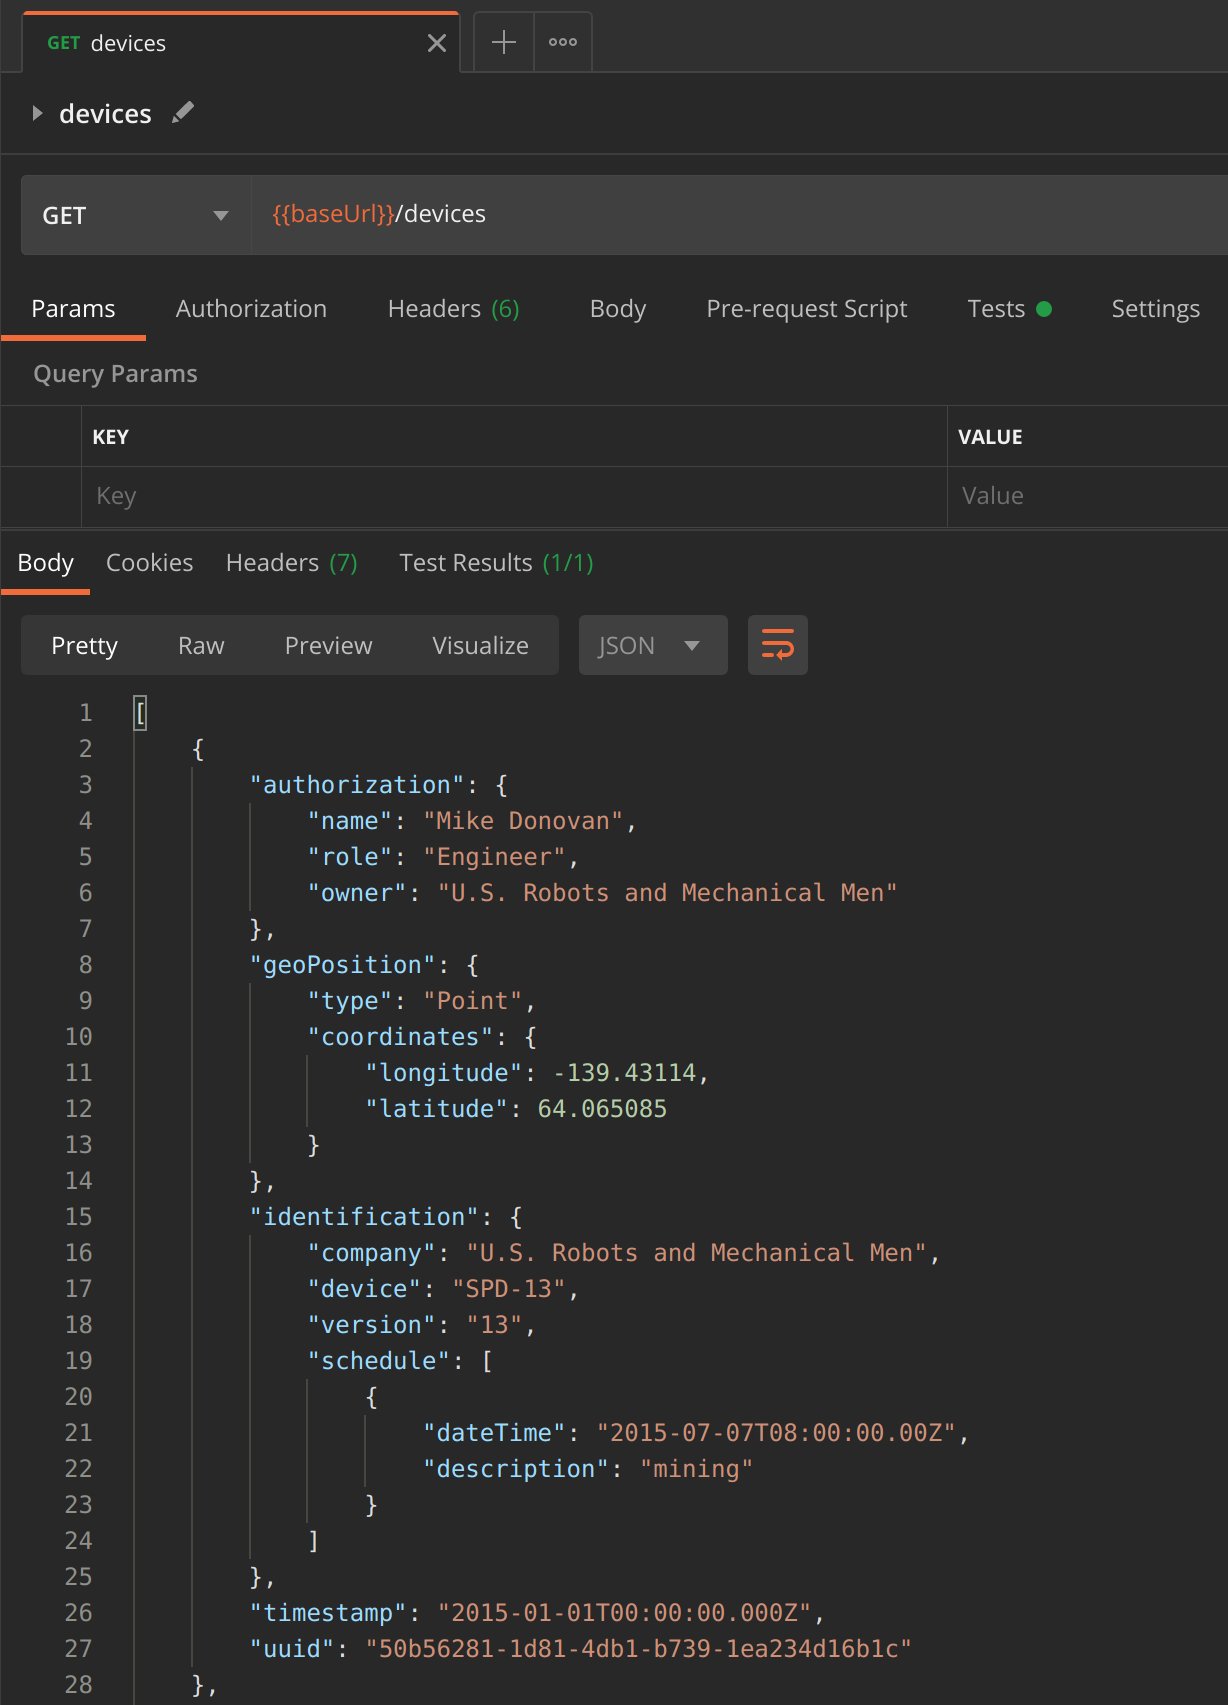 GET devices
devices
GET {{baseUrl}}/devices
Params Authorization Headers (6) Body Pre-request Script Tests Settings
Query Params
KEY VALUE
Key Value
Body Cookies Headers (7) Test Results (1/1)
Pretty Raw Preview Visualize JSON
1 [
2 {
3 "authorization": {
4 "name": "Mike Donovan",
5 "role": "Engineer",
6 "owner": "U.S. Robots and Mechanical Men"
7 },
8 "geoPosition": {
9 "type": "Point",
10 "coordinates": {
11 "longitude": -139.43114,
12 "latitude": 64.065085
13 }
14 },
15 "identification": {
16 "company": "U.S. Robots and Mechanical Men",
17 "device": "SPD-13",
18 "version": "13",
19 "schedule": [
20 {
21 "dateTime": "2015-07-07T08:00:00.00Z",
22 "description": "mining"
23 }
24 ]
25 },
26 "timestamp": "2015-01-01T00:00:00.000Z",
27 "uuid": "50b56281-1d81-4db1-b739-1ea234d16b1c"
28 },